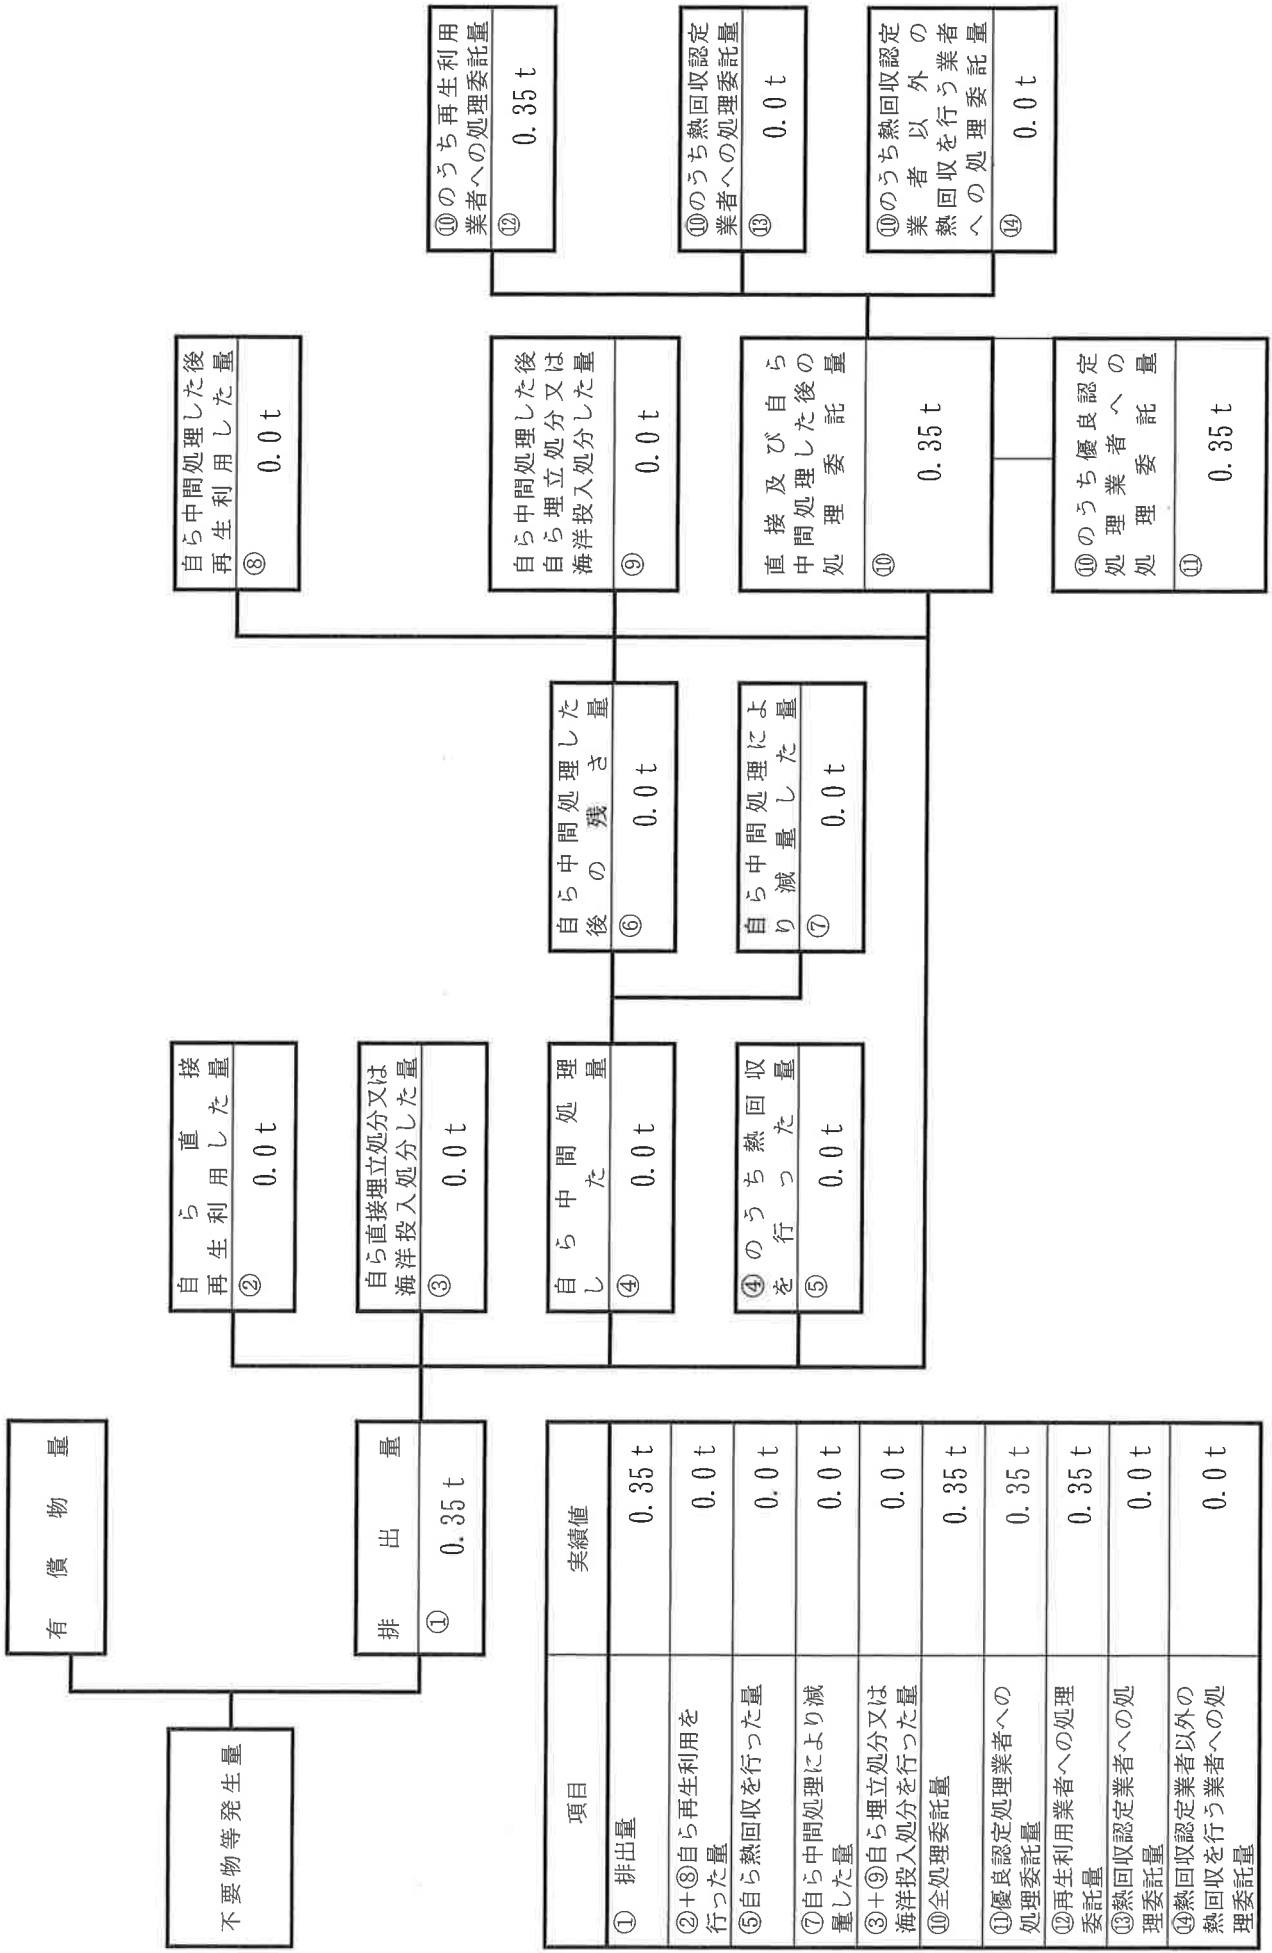 不要物等発生量
有償物量
排出量
① 0.35t
自ら直接
再生利用した量
② 0.0t
自ら直接埋立処分又は
海洋投入処分した量
③ 0.0t
自ら中間処理
した量
④ 0.0t
④のうち熱回収
を行った量
⑤ 0.0t
自ら中間処理した
後の残さ量
⑥ 0.0t
自ら中間処理によ
り減量した量
⑦ 0.0t
自ら中間処理した後
再生利用した量
⑧ 0.0t
自ら中間処理した後
自ら埋立処分又は
海洋投入処分した量
⑨ 0.0t
直接及び自ら
中間処理した後の
処理委託量
⑩ 0.35t
⑩のうち優良認定
処理業者への
処理委託量
⑪ 0.35t
⑩のうち再生利用
業者への処理委託量
⑫ 0.35t
⑩のうち熱回収認定
業者への処理委託量
⑬ 0.0t
⑩のうち熱回収認定
業者以外の
熱回収を行う業者
への処理委託量
⑭ 0.0t
項目 実績値
① 排出量 0.35t
②+⑧自ら再生利用を
行った量 0.0t
⑤自ら熱回収を行った量 0.0t
⑦自ら中間処理により減
量した量 0.0t
③+⑨自ら埋立処分又は
海洋投入処分を行った量 0.0t
⑩全処理委託量 0.35t
⑪優良認定処理業者への
処理委託量 0.35t
⑫再生利用業者への処理
委託量 0.35t
⑬熱回収認定業者への処
理委託量 0.0t
⑭熱回収認定業者以外の
熱回収を行う業者への処
理委託量 0.0t